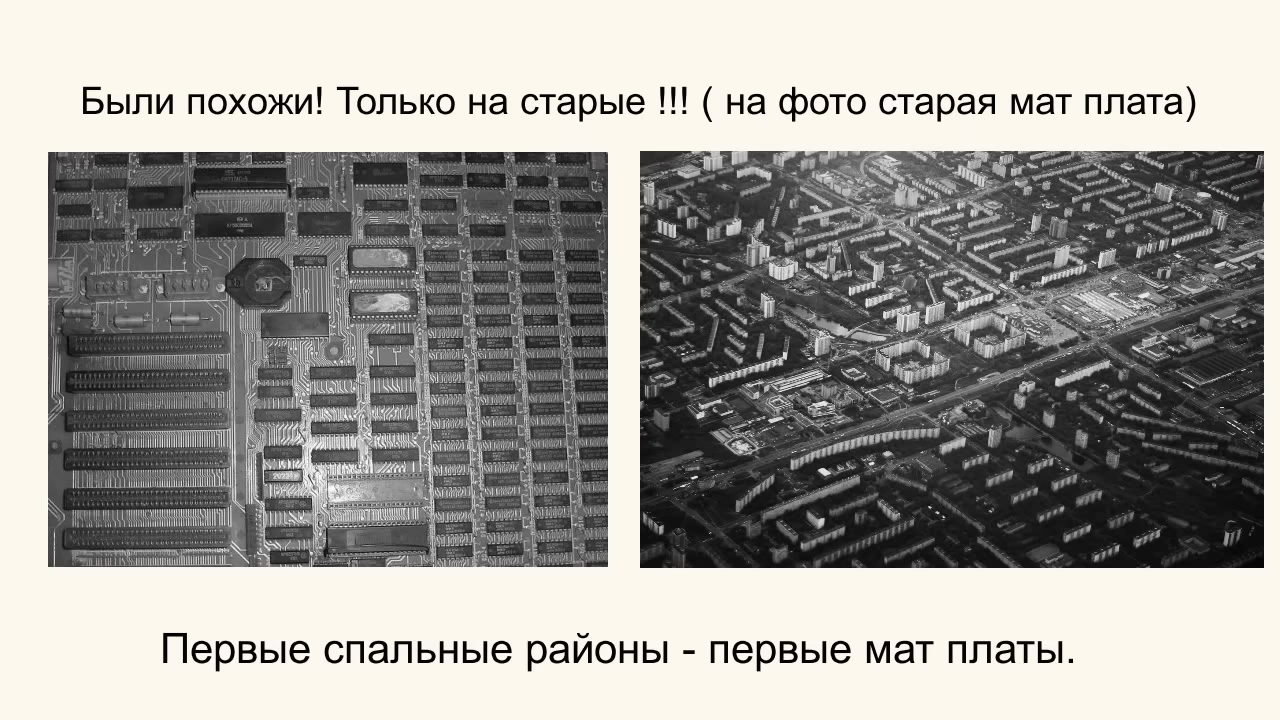 Были похожи! Только на старые !!! ( на фото старая мат плата)
Первые спальные районы - первые мат платы.